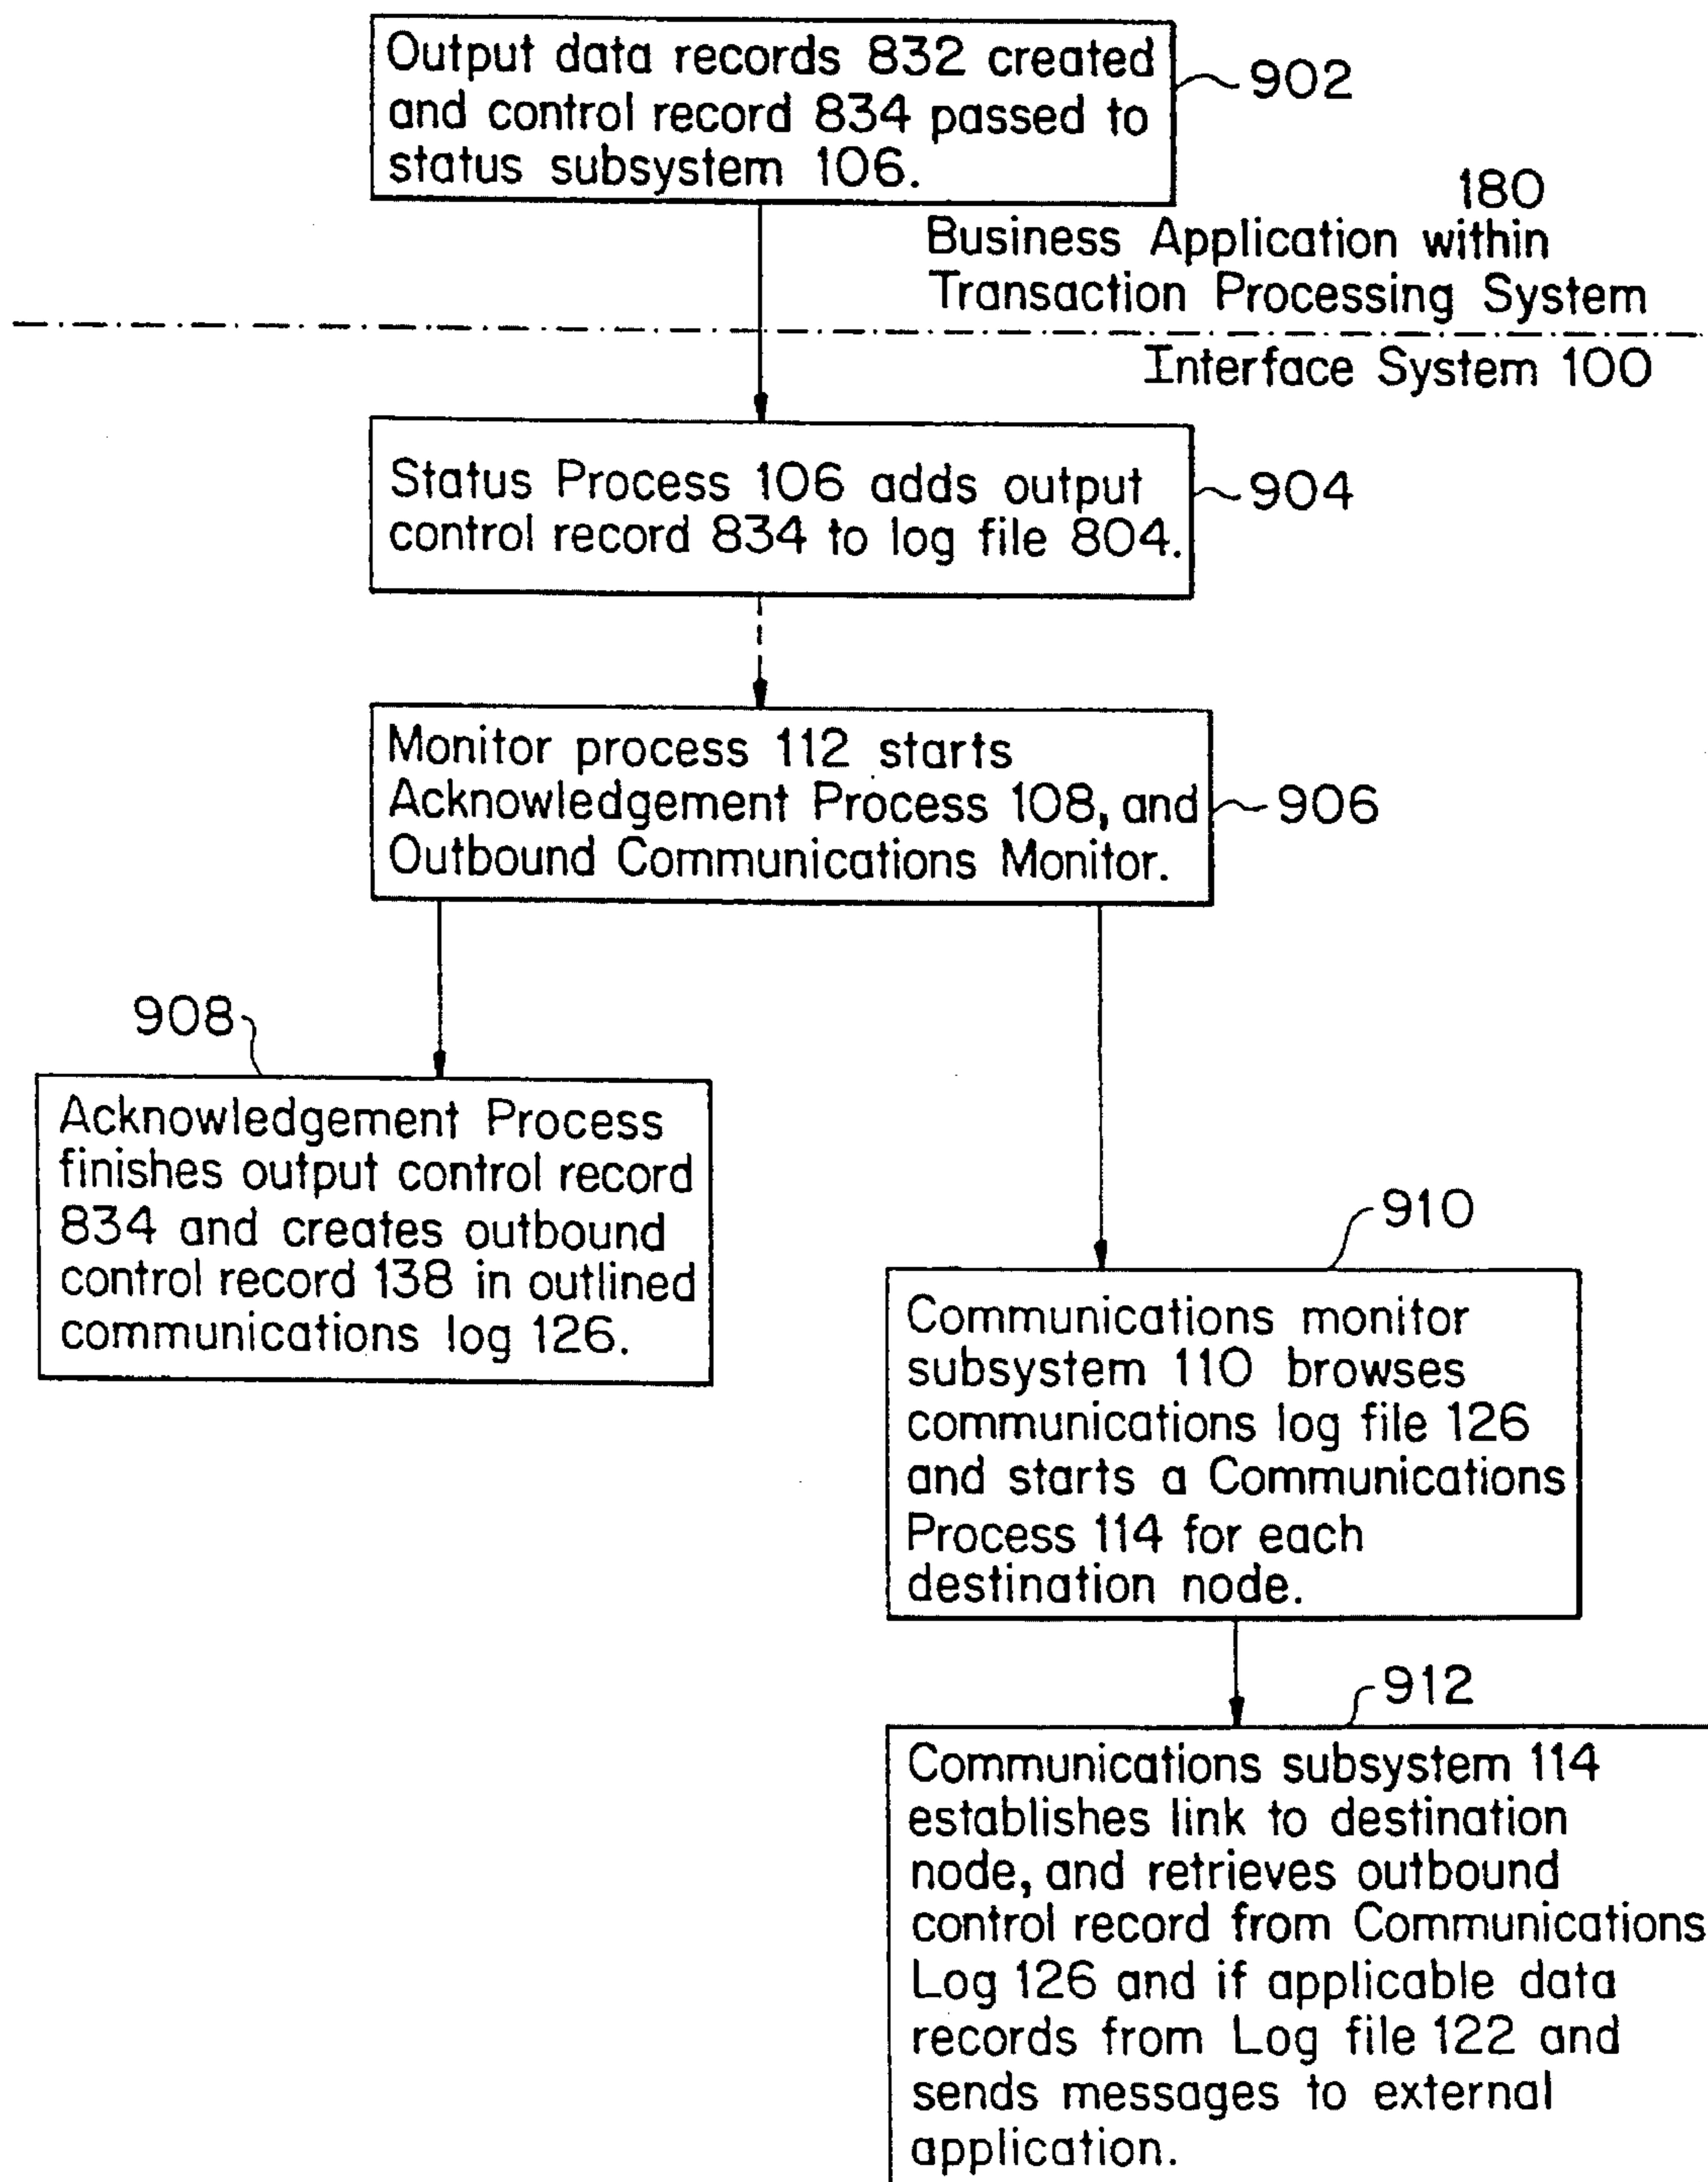 Output data records 832 created
and control record 834 passed to
status subsystem 106.
902
180
Business Application within
Transaction Processing System
Interface System 100
Status Process 106 adds output
control record 834 to log file 804.
904
Monitor process 112 starts
Acknowledgement Process 108, and
Outbound Communications Monitor.
906
908
Acknowledgement Process
finishes output control record
834 and creates outbound
control record 138 in outlined
communications log 126.
910
Communications monitor
subsystem 110 browses
communications log file 126
and starts a Communications
Process 114 for each
destination node.
912
Communications subsystem 114
establishes link to destination
node, and retrieves outbound
control record from Communications
Log 126 and if applicable data
records from Log file 122 and
sends messages to external
application.